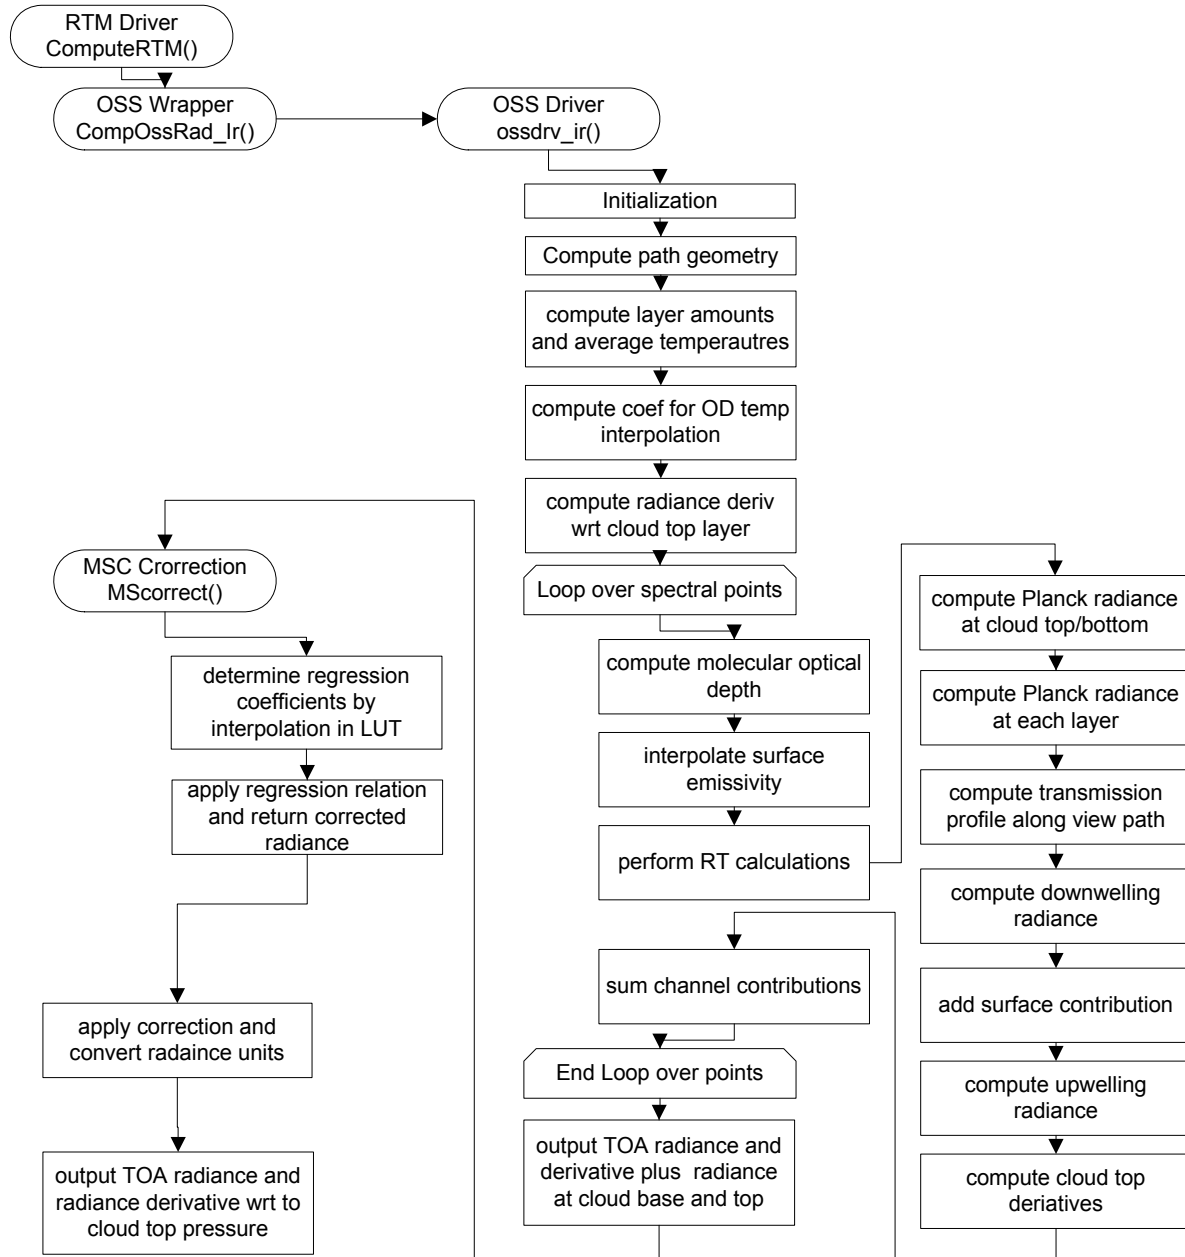 RTM Driver
ComputeRTM()
OSS Wrapper
CompOssRad_Ir()
OSS Driver
ossdrv_ir()
Initialization
Compute path geometry
compute layer amounts
and average temperautres
compute coef for OD temp
interpolation
compute radiance deriv
wrt cloud top layer
Loop over spectral points
compute molecular optical
depth
interpolate surface
emissivity
perform RT calculations
compute Planck radiance
at cloud top/bottom
compute Planck radiance
at each layer
compute transmission
profile along view path
compute downwelling
radiance
add surface contribution
compute upwelling
radiance
compute cloud top
deriatives
sum channel contributions
End Loop over points
output TOA radiance and
derivative plus radiance
at cloud base and top
MSC Crorrection
MScorrect()
determine regression
coefficients by
interpolation in LUT
apply regression relation
and return corrected
radiance
apply correction and
convert radaince units
output TOA radiance and
radiance derivative wrt to
cloud top pressure